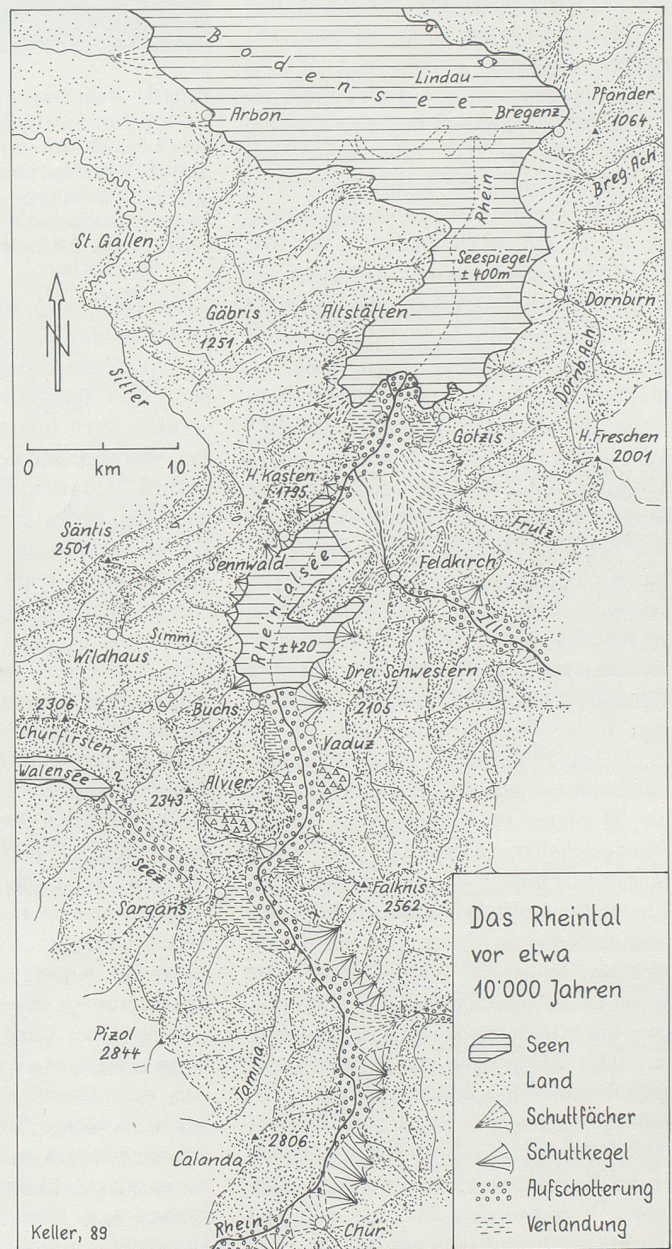 Bodensee
Lindau
Pfänder
1064
Arbon
Bregenz
Breg Ach
Rhein
St. Gallen
Seespiegel
± 400m
Dornbirn
Gäbris
1251
Altstätten
N
Sitter
Dornb. Ach
Götzis
H. Freschen
2001
0 km 10
H. Kasten
1795
Säntis
2501
Frutz
Sennwald
Feldkirch
Rheintalsee
± 420
Ill
Wildhaus
Simmi
Drei Schwestern
2105
2306
Churfirsten
Buchs
Vaduz
Walensee
?
2343
Alvier
Seez
Falknis
2562
Sargans
Pizol
2844
Tamina
2806
Calanda
Rhein
Chur
Keller, 89
Das Rheintal
vor etwa
10'000 Jahren
Seen
Land
Schuttfächer
Schuttkegel
Aufschotterung
Verlandung